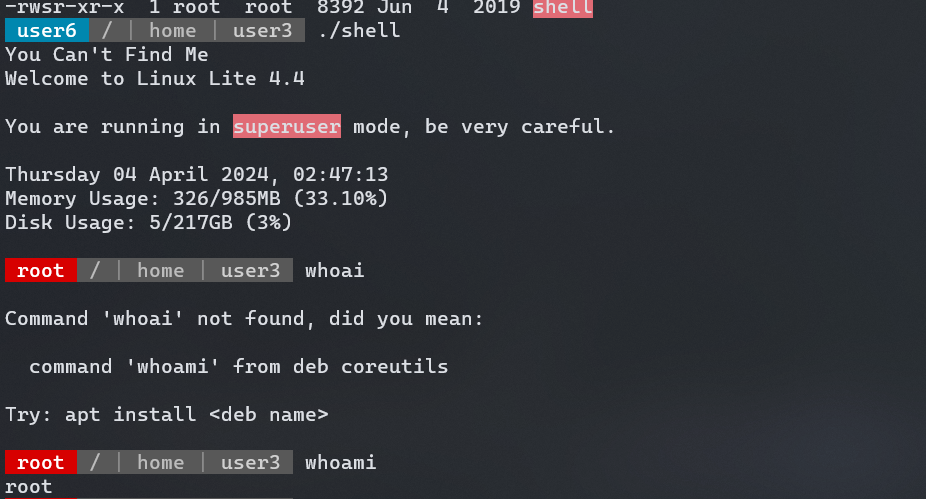 -rwsr-xr-x 1 root root 8392 Jun 4 2019 shell
user6 / | home | user3 ./shell
You Can't Find Me
Welcome to Linux Lite 4.4
You are running in superuser mode, be very careful.
Thursday 04 April 2024, 02:47:13
Memory Usage: 326/985MB (33.10%)
Disk Usage: 5/217GB (3%)
root / | home | user3 whoai
Command 'whoai' not found, did you mean:
command 'whoami' from deb coreutils
Try: apt install <deb name>
root / | home | user3 whoami
root